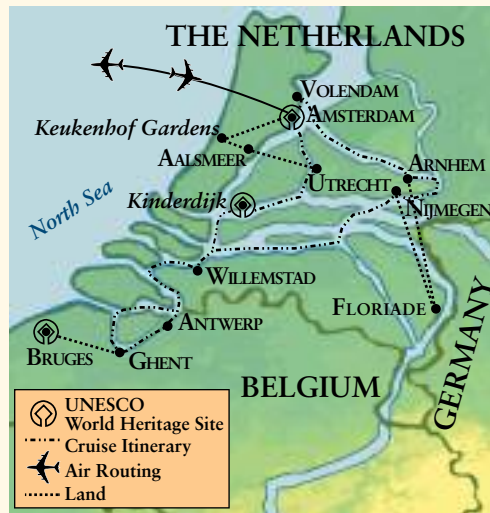 THE NETHERLANDS
VOLENDAM
AMSTERDAM
Keukenhof Gardens
AALSMEER
ARNHEM
UTRECHT
Kinderdijk
NIJMEGEN
North Sea
WILLEMSTAD
FLORIADE
ANTWERP
BRUGES
GHENT
BELGIUM
GERMANY
UNESCO
World Heritage Site
Cruise Itinerary
Air Routing
Land